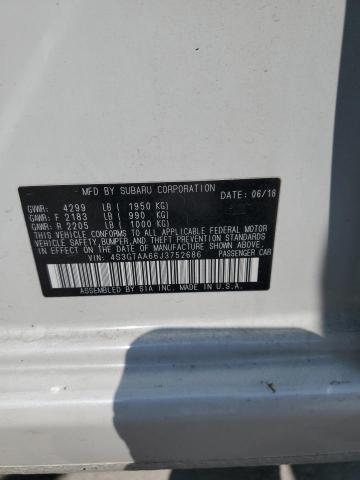 MFD BY SUBARU CORPORATION
GVWR: 4299 LB (1950 KG) DATE: 06/18
GAWR: F 2183 LB ( 990 KG)
GAWR: R 2205 LB ( 1000 KG)
THIS VEHICLE CONFORMS TO ALL APPLICABLE FEDERAL MOTOR
VEHICLE SAFETY,BUMPER,AND THEFT PREVENTION STANDARDS
IN EFFECT ON THE DATE OF MANUFACTURE SHOWN ABOVE.
VIN: 4S3GTAA66J3752686 PASSENGER CAR
ASSEMBLED BY SIA INC. MADE IN U.S.A.